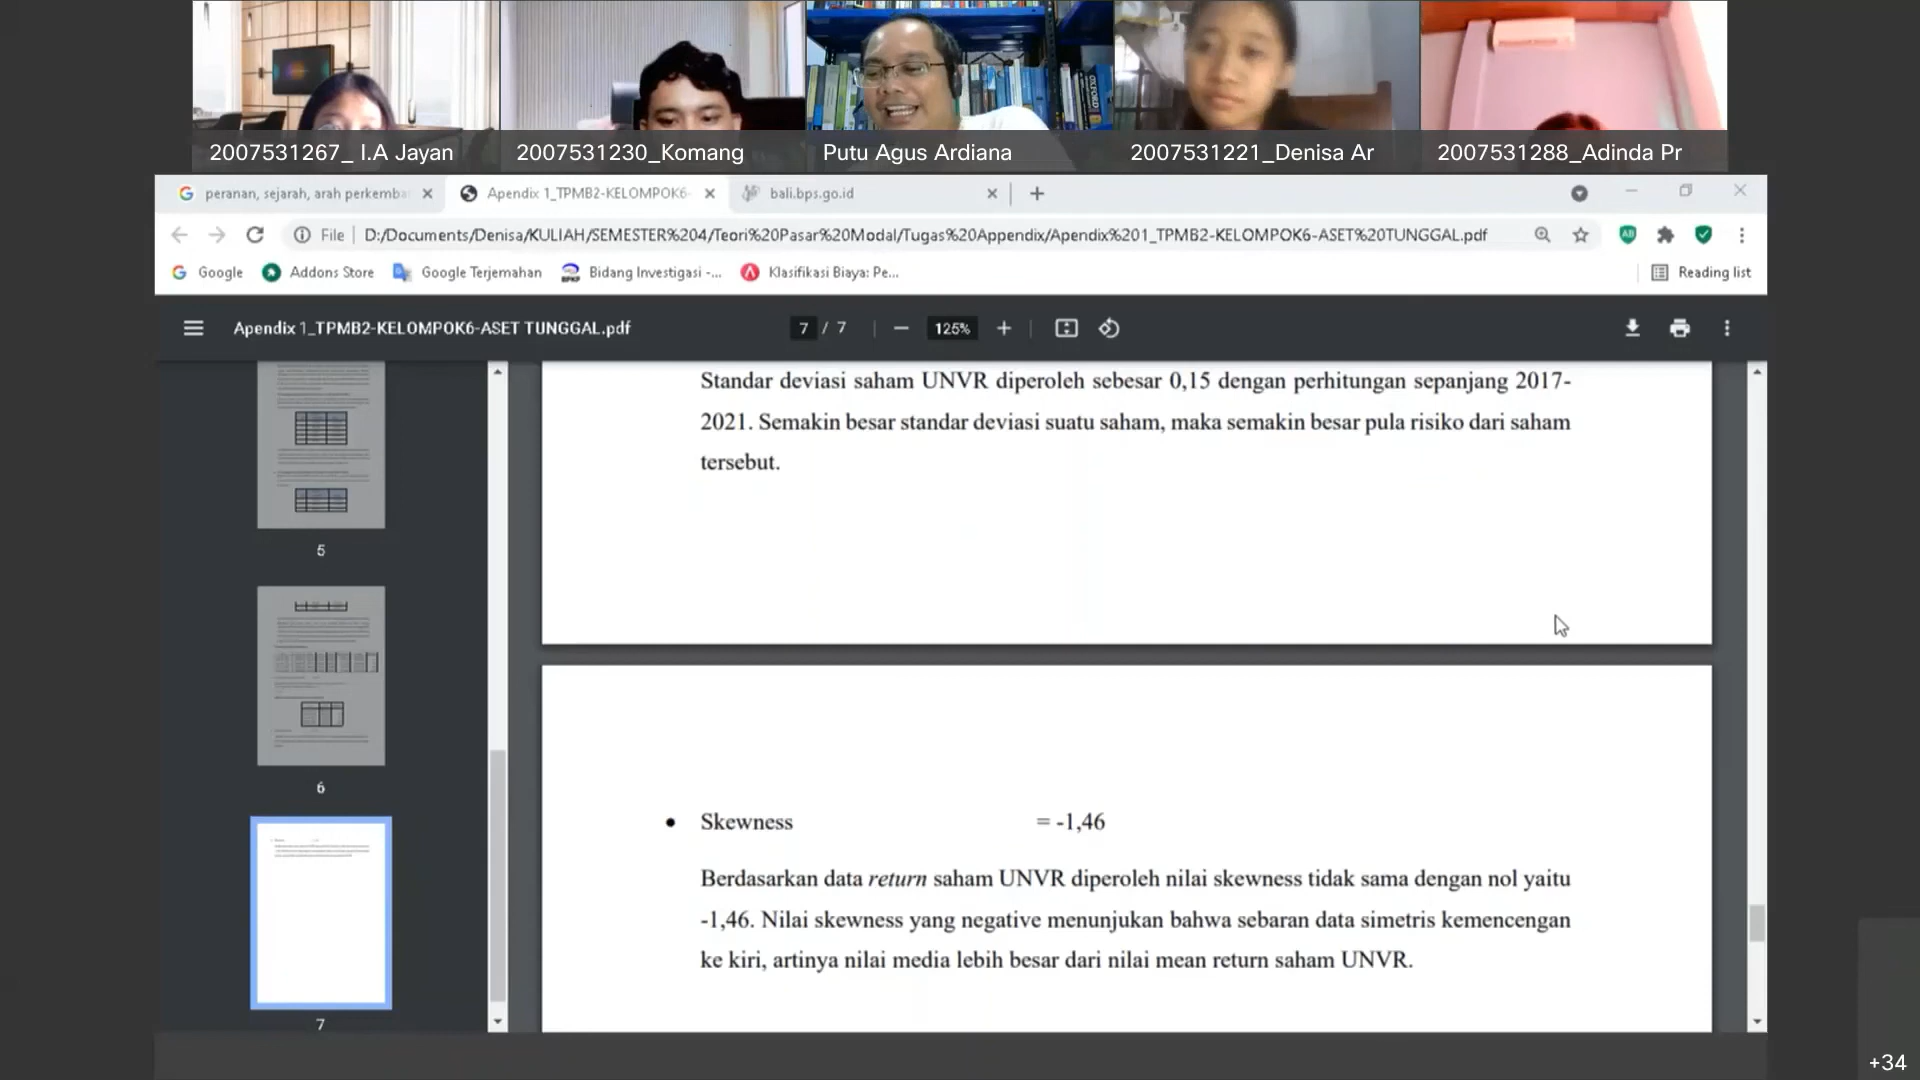 2007531267_ I.A Jayan
2007531230_Komang
Putu Agus Ardiana
2007531221_Denisa Ar
2007531288_Adinda Pr
peranan, sejarah, arah perkemba
Apendix 1_TPMB2-KELOMPOK6-
bali.bps.go.id
File
D:/Documents/Denisa/KULIAH/SEMESTER%204/Teori%20Pasar%20Modal/Tugas%20Appendix/Apendix%201_TPMB2-KELOMPOK6-ASET%20TUNGGAL.pdf
Google
Addons Store
Google Terjemahan
Bidang Investigasi -...
Klasifikasi Biaya: Pe...
Reading list
Apendix 1_TPMB2-KELOMPOK6-ASET TUNGGAL.pdf
7 / 7
125%
Standar deviasi saham UNVR diperoleh sebesar 0,15 dengan perhitungan sepanjang 2017-
2021. Semakin besar standar deviasi suatu saham, maka semakin besar pula risiko dari saham
tersebut.
5
6
7
• Skewness = -1,46
Berdasarkan data return saham UNVR diperoleh nilai skewness tidak sama dengan nol yaitu
-1,46. Nilai skewness yang negative menunjukan bahwa sebaran data simetris kemencengan
ke kiri, artinya nilai media lebih besar dari nilai mean return saham UNVR.
+34